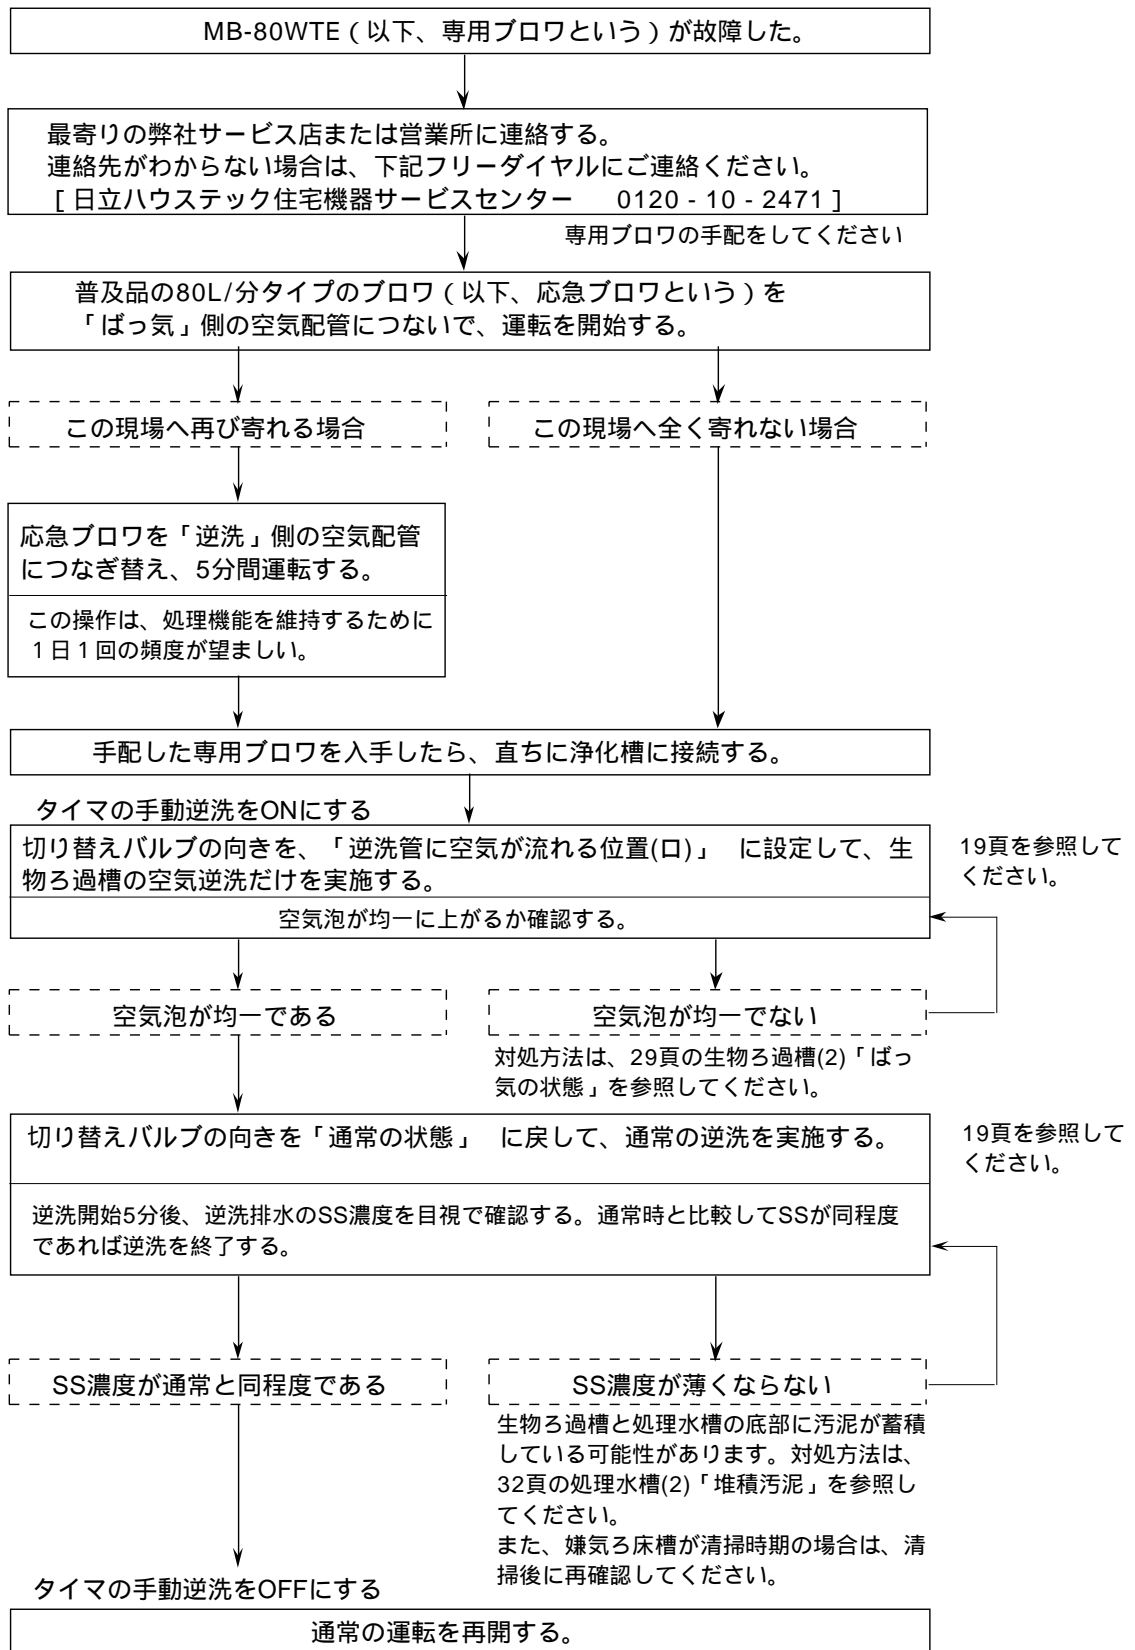 MB-80WTE（以下、専用ブロワという）が故障した。
最寄りの弊社サービス店または営業所に連絡する。
連絡先がわからない場合は、下記フリーダイヤルにご連絡ください。
[ 日立ハウステック住宅機器サービスセンター　0120 - 10 - 2471 ]
専用ブロワの手配をしてください
普及品の80L/分タイプのブロワ（以下、応急ブロワという）を
「ばっ気」側の空気配管につないで、運転を開始する。
この現場へ再び寄れる場合
この現場へ全く寄れない場合
応急ブロワを「逆洗」側の空気配管
につなぎ替え、5分間運転する。
この操作は、処理機能を維持するために
１日１回の頻度が望ましい。
手配した専用ブロワを入手したら、直ちに浄化槽に接続する。
タイマの手動逆洗をONにする
切り替えバルブの向きを、「逆洗管に空気が流れる位置(ロ)」　に設定して、生
物ろ過槽の空気逆洗だけを実施する。
19頁を参照して
ください。
空気泡が均一に上がるか確認する。
空気泡が均一である
空気泡が均一でない
対処方法は、29頁の生物ろ過槽(2)「ばっ
気の状態」を参照してください。
切り替えバルブの向きを「通常の状態」　に戻して、通常の逆洗を実施する。
19頁を参照して
ください。
逆洗開始5分後、逆洗排水のSS濃度を目視で確認する。通常時と比較してSSが同程度
であれば逆洗を終了する。
SS濃度が通常と同程度である
SS濃度が薄くならない
生物ろ過槽と処理水槽の底部に汚泥が蓄積
している可能性があります。対処方法は、
32頁の処理水槽(2)「堆積汚泥」を参照し
てください。
また、嫌気ろ床槽が清掃時期の場合は、清
掃後に再確認してください。
タイマの手動逆洗をOFFにする
通常の運転を再開する。